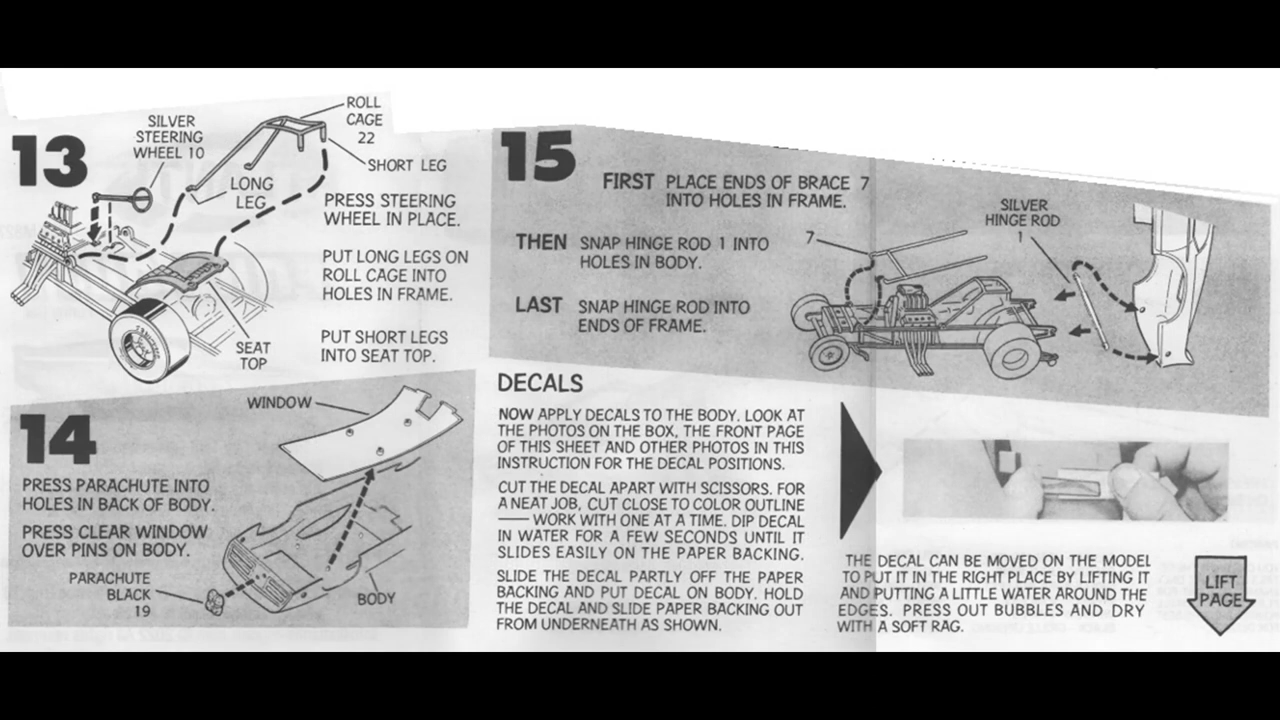 13
SILVER
STEERING
WHEEL 10
ROLL
CAGE
22
SHORT LEG
LONG
LEG
PRESS STEERING
WHEEL IN PLACE.
PUT LONG LEGS ON
ROLL CAGE INTO
HOLES IN FRAME.
PUT SHORT LEGS
INTO SEAT TOP.
SEAT
TOP
14
WINDOW
PRESS PARACHUTE INTO
HOLES IN BACK OF BODY.
PRESS CLEAR WINDOW
OVER PINS ON BODY.
PARACHUTE
BLACK
19
BODY
15
FIRST PLACE ENDS OF BRACE 7
INTO HOLES IN FRAME.
THEN SNAP HINGE ROD 1 INTO
HOLES IN BODY.
LAST SNAP HINGE ROD INTO
ENDS OF FRAME.
7
SILVER
HINGE ROD
1
DECALS
NOW APPLY DECALS TO THE BODY. LOOK AT
THE PHOTOS ON THE BOX, THE FRONT PAGE
OF THIS SHEET AND OTHER PHOTOS IN THIS
INSTRUCTION FOR THE DECAL POSITIONS.
CUT THE DECAL APART WITH SCISSORS. FOR
A NEAT JOB, CUT CLOSE TO COLOR OUTLINE
— WORK WITH ONE AT A TIME. DIP DECAL
IN WATER FOR A FEW SECONDS UNTIL IT
SLIDES EASILY ON THE PAPER BACKING.
SLIDE THE DECAL PARTLY OFF THE PAPER
BACKING AND PUT DECAL ON BODY. HOLD
THE DECAL AND SLIDE PAPER BACKING OUT
FROM UNDERNEATH AS SHOWN.
THE DECAL CAN BE MOVED ON THE MODEL
TO PUT IT IN THE RIGHT PLACE BY LIFTING IT
AND PUTTING A LITTLE WATER AROUND THE
EDGES. PRESS OUT BUBBLES AND DRY
WITH A SOFT RAG.
LIFT
PAGE